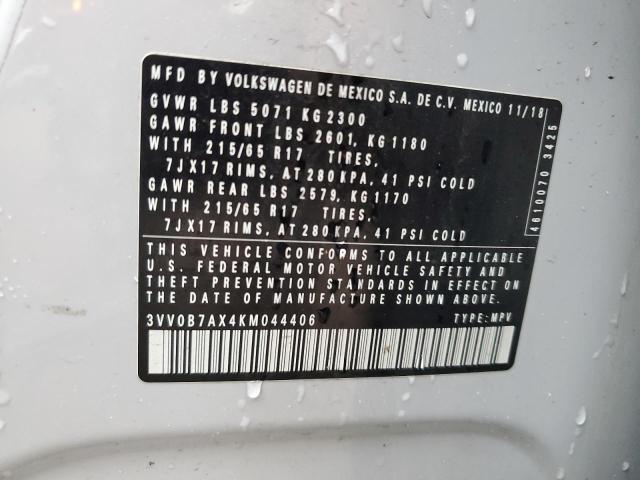 MFD BY VOLKSWAGEN DE MEXICO S.A. DE C.V. MEXICO 11/18
GVWR LBS 5071 KG 2300
GAWR FRONT LBS 2601, KG 1180
WITH 215/65 R17 TIRES,
7JX17 RIMS, AT 280 KPA, 41 PSI COLD
GAWR REAR LBS 2579, KG 1170
WITH 215/65 R17 TIRES,
7JX17 RIMS, AT 280 KPA, 41 PSI COLD
THIS VEHICLE CONFORMS TO ALL APPLICABLE
U.S. FEDERAL MOTOR VEHICLE SAFETY AND
THEFT PREVENTION STANDARDS IN EFFECT ON
THE DATE OF MANUFACTURE SHOWN ABOVE.
3VV0B7AX4KM044406 TYPE: MPV
4610070 3425